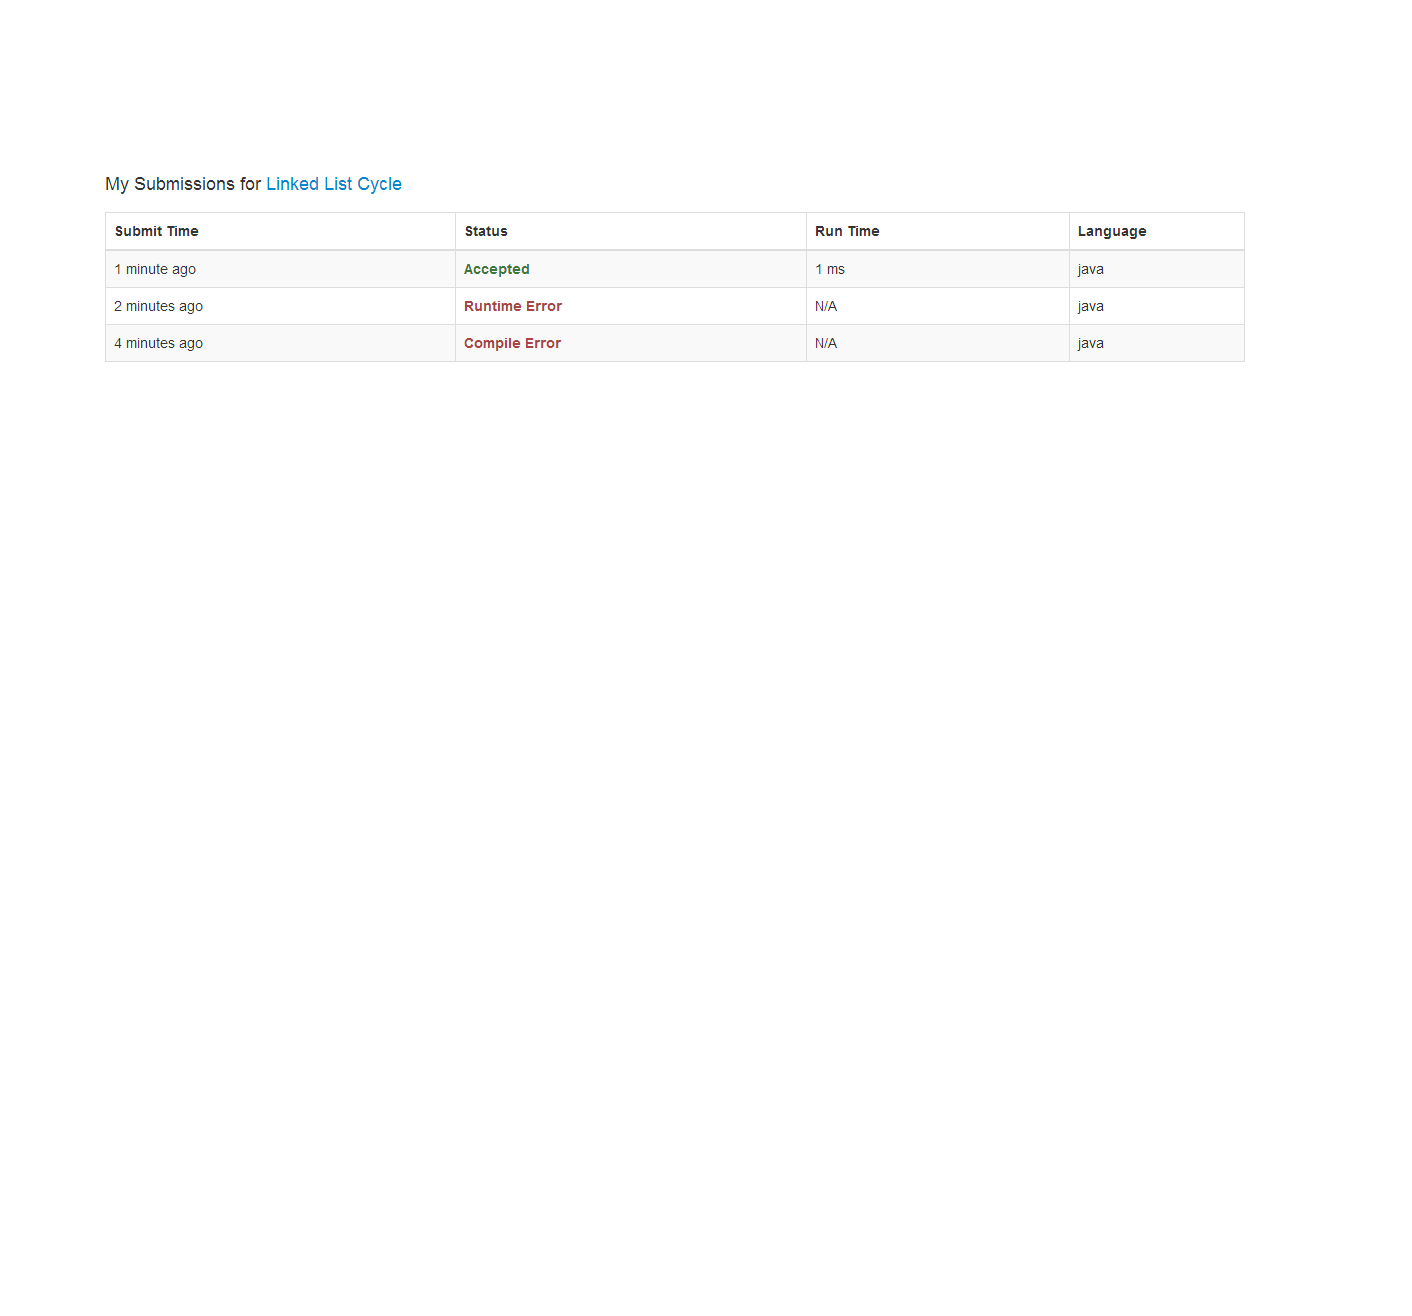 My Submissions for Linked List Cycle
Submit Time Status Run Time Language
1 minute ago Accepted 1 ms java
2 minutes ago Runtime Error N/A java
4 minutes ago Compile Error N/A java